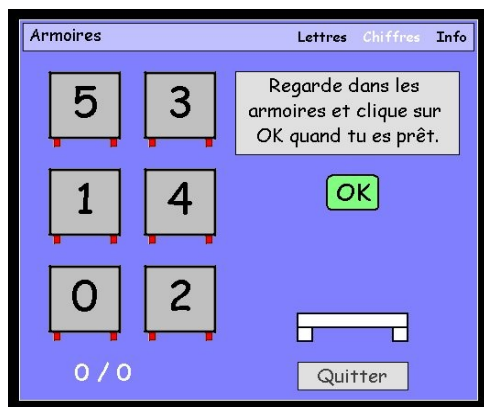 Armoires Lettres Chiffres Info
5 3
Regarde dans les
armoires et clique sur
OK quand tu es prêt.
1 4
OK
0 2
0 / 0
Quitter